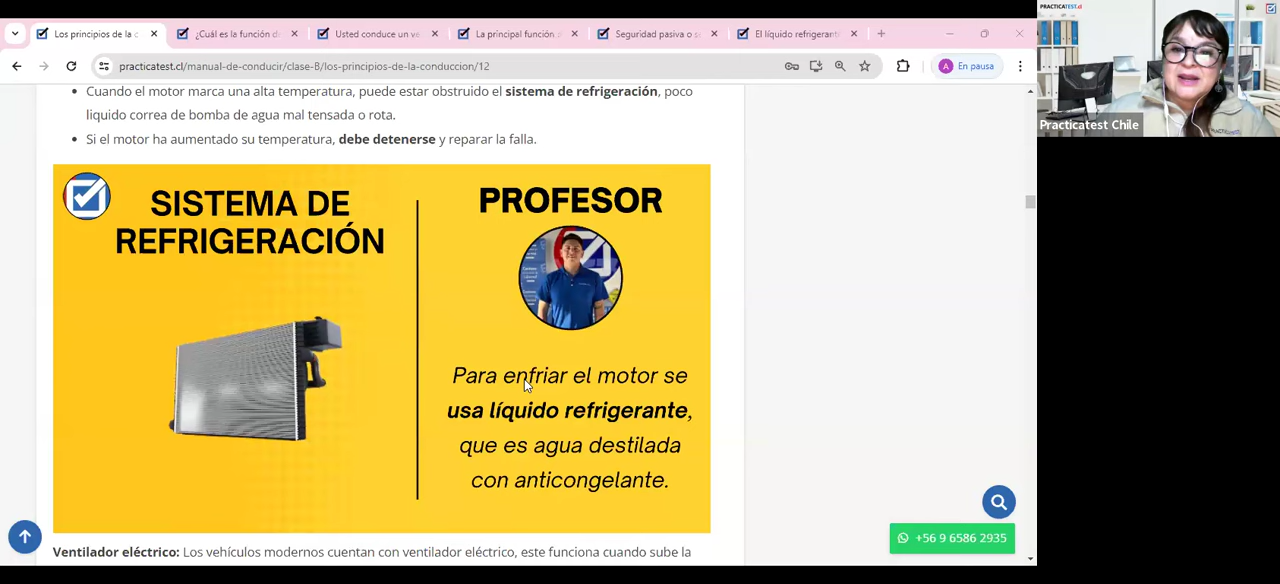 Los principios de la c
¿Cuál es la función de
Usted conduce un ve
La principal función
Seguridad pasiva o s
El líquido refrigerant
practicatest.cl/manual-de-conducir/clase-B/los-principios-de-la-conduccion/12
A En pausa
PRACTICATEST.cl
Practicatest Chile
Cuando el motor marca una alta temperatura, puede estar obstruido el sistema de refrigeración, poco
liquido correa de bomba de agua mal tensada o rota.
Si el motor ha aumentado su temperatura, debe detenerse y reparar la falla.
SISTEMA DE
REFRIGERACIÓN
PROFESOR
Para enfriar el motor se
usa líquido refrigerante,
que es agua destilada
con anticongelante.
+56 9 6586 2935
Ventilador eléctrico: Los vehículos modernos cuentan con ventilador eléctrico, este funciona cuando sube la